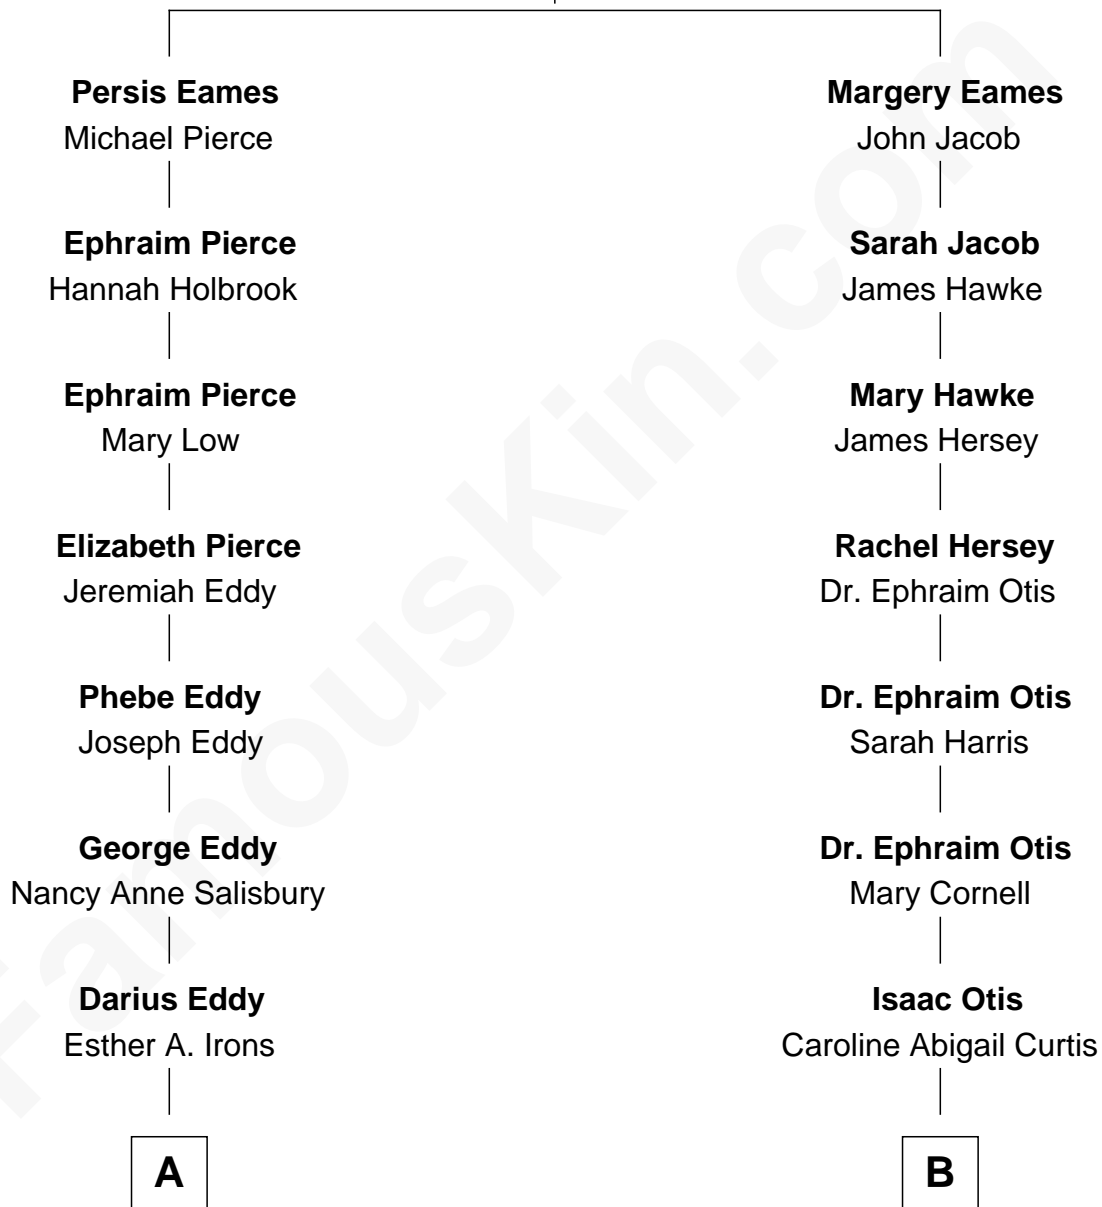 Persis Eames
Michael Pierce
Ephraim Pierce
Hannah Holbrook
Ephraim Pierce
Mary Low
Elizabeth Pierce
Jeremiah Eddy
Phebe Eddy
Joseph Eddy
George Eddy
Nancy Anne Salisbury
Darius Eddy
Esther A. Irons
A
Margery Eames
John Jacob
Sarah Jacob
James Hawke
Mary Hawke
James Hersey
Rachel Hersey
Dr. Ephraim Otis
Dr. Ephraim Otis
Sarah Harris
Dr. Ephraim Otis
Mary Cornell
Isaac Otis
Caroline Abigail Curtis
B
FamousKin.com